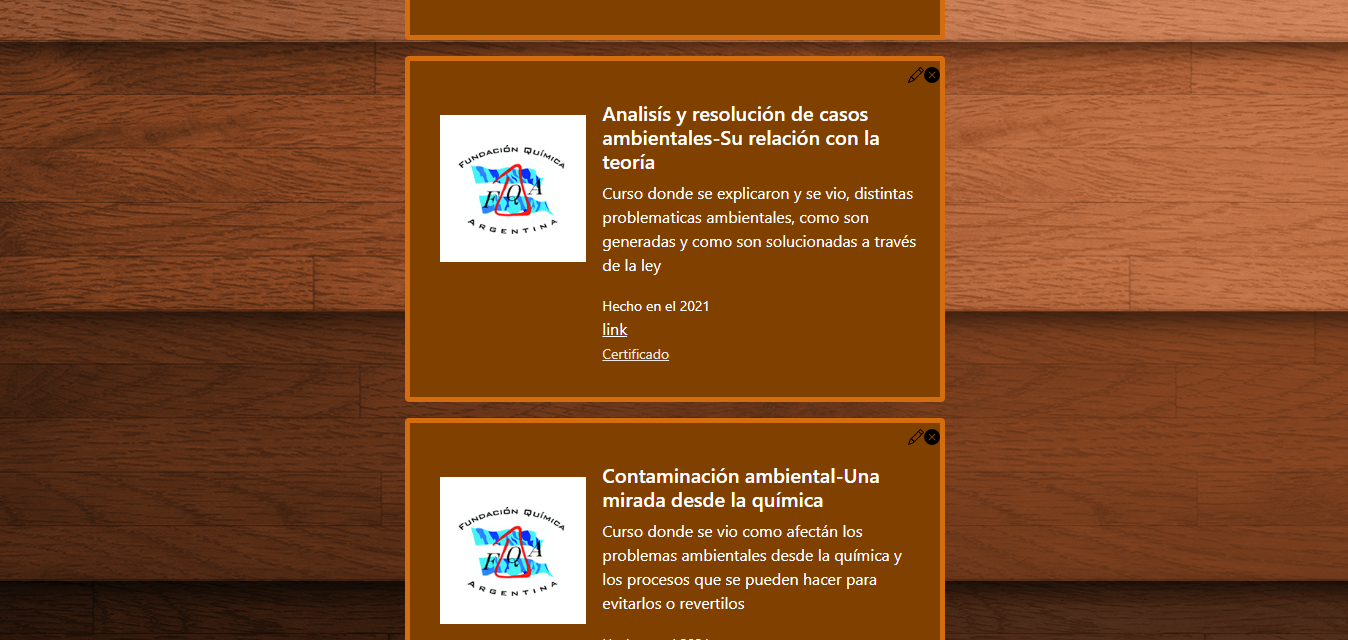 FUNDACIÓN QUÍMICA
FQA
ARGENTINA
Analisís y resolución de casos
ambientales-Su relación con la
teoría
Curso donde se explicaron y se vio, distintas
problematicas ambientales, como son
generadas y como son solucionadas a través
de la ley
Hecho en el 2021
link
Certificado
FUNDACIÓN QUÍMICA
FQA
ARGENTINA
Contaminación ambiental-Una
mirada desde la química
Curso donde se vio como afectán los
problemas ambientales desde la química y
los procesos que se pueden hacer para
evitarlos o revertilos